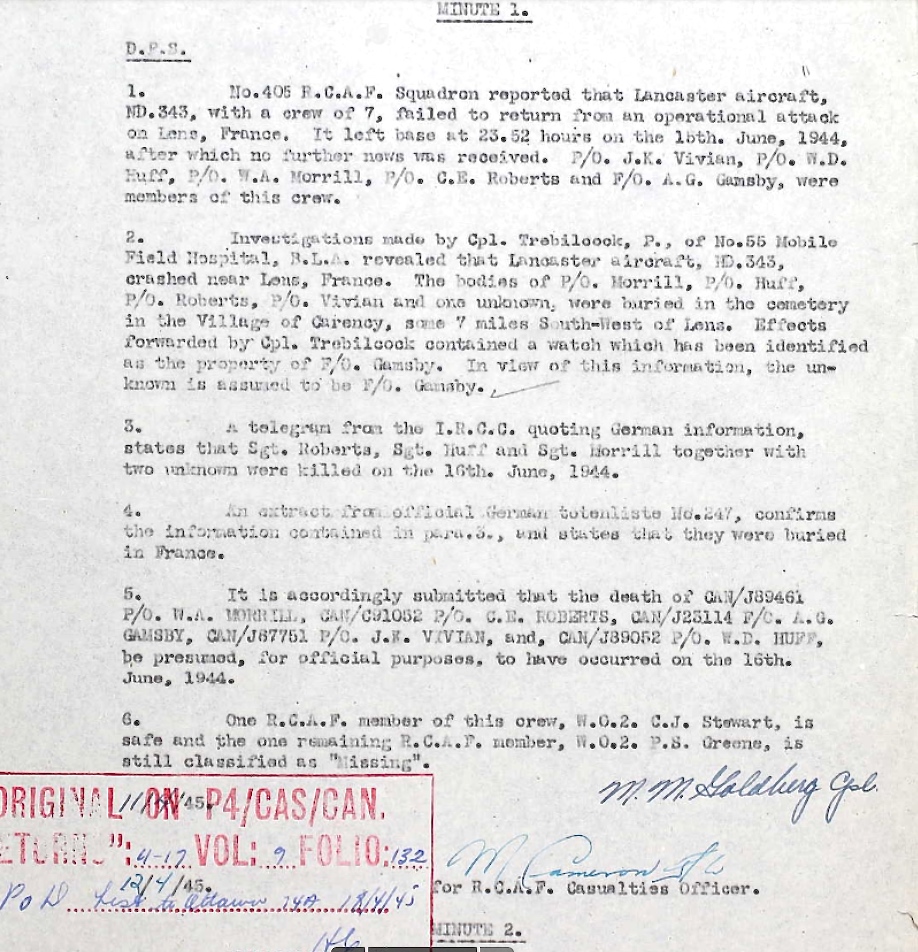 MINUTE 1.
D.P.S.
1. No.405 R.C.A.F. Squadron reported that Lancaster aircraft,
ND.343, with a crew of 7, failed to return from an operational attack
on Lens, France. It left base at 23.52 hours on the 15th. June, 1944,
after which no further news was received. P/O. J.K. Vivian, P/O. W.D.
Huff, P/O. W.A. Morrill, P/O. C.E. Roberts and F/O. A.G. Gamsby, were
members of this crew.
2. Investigations made by Cpl. Trebilcock, P., of No.55 Mobile
Field Hospital, B.L.A. revealed that Lancaster aircraft, ND.343,
crashed near Lens, France. The bodies of P/O. Morrill, P/O. Huff,
P/O. Roberts, P/O. Vivian and one unknown, were buried in the cemetery
in the Village of Carency, some 7 miles South-West of Lens. Effects
forwarded by Cpl. Trebilcock contained a watch which has been identified
as the property of F/O. Gamsby. In view of this information, the un-
known is assumed to be F/O. Gamsby.
3. A telegram from the I.R.C.C. quoting German information,
states that Sgt. Roberts, Sgt. Huff and Sgt. Morrill together with
two unknown were killed on the 16th. June, 1944.
4. An extract from official German totenliste No.247, confirms
the information contained in para.3., and states that they were buried
in France.
5. It is accordingly submitted that the death of CAN/J89461
P/O. W.A. MORRILL, CAN/C91052 P/O. C.E. ROBERTS, CAN/J23114 F/O. A.G.
GAMSBY, CAN/J87751 P/O. J.K. VIVIAN, and, CAN/J89052 P/O. W.D. HUFF,
be presumed, for official purposes, to have occurred on the 16th.
June, 1944.
6. One R.C.A.F. member of this crew, W.O.2. C.J. Stewart, is
safe and the one remaining R.C.A.F. member, W.O.2. P.S. Greene, is
still classified as "Missing".
M. M. Goldberg Cpl.
ORIGINAL ON P4/CAS/CAN.
/45.
VOL: 9 FOLIO: 132
M Cameron
12/4/45.
for R.C.A.F. Casualties Officer.
PoD list to Ottawa 18/4/45
MINUTE 2.